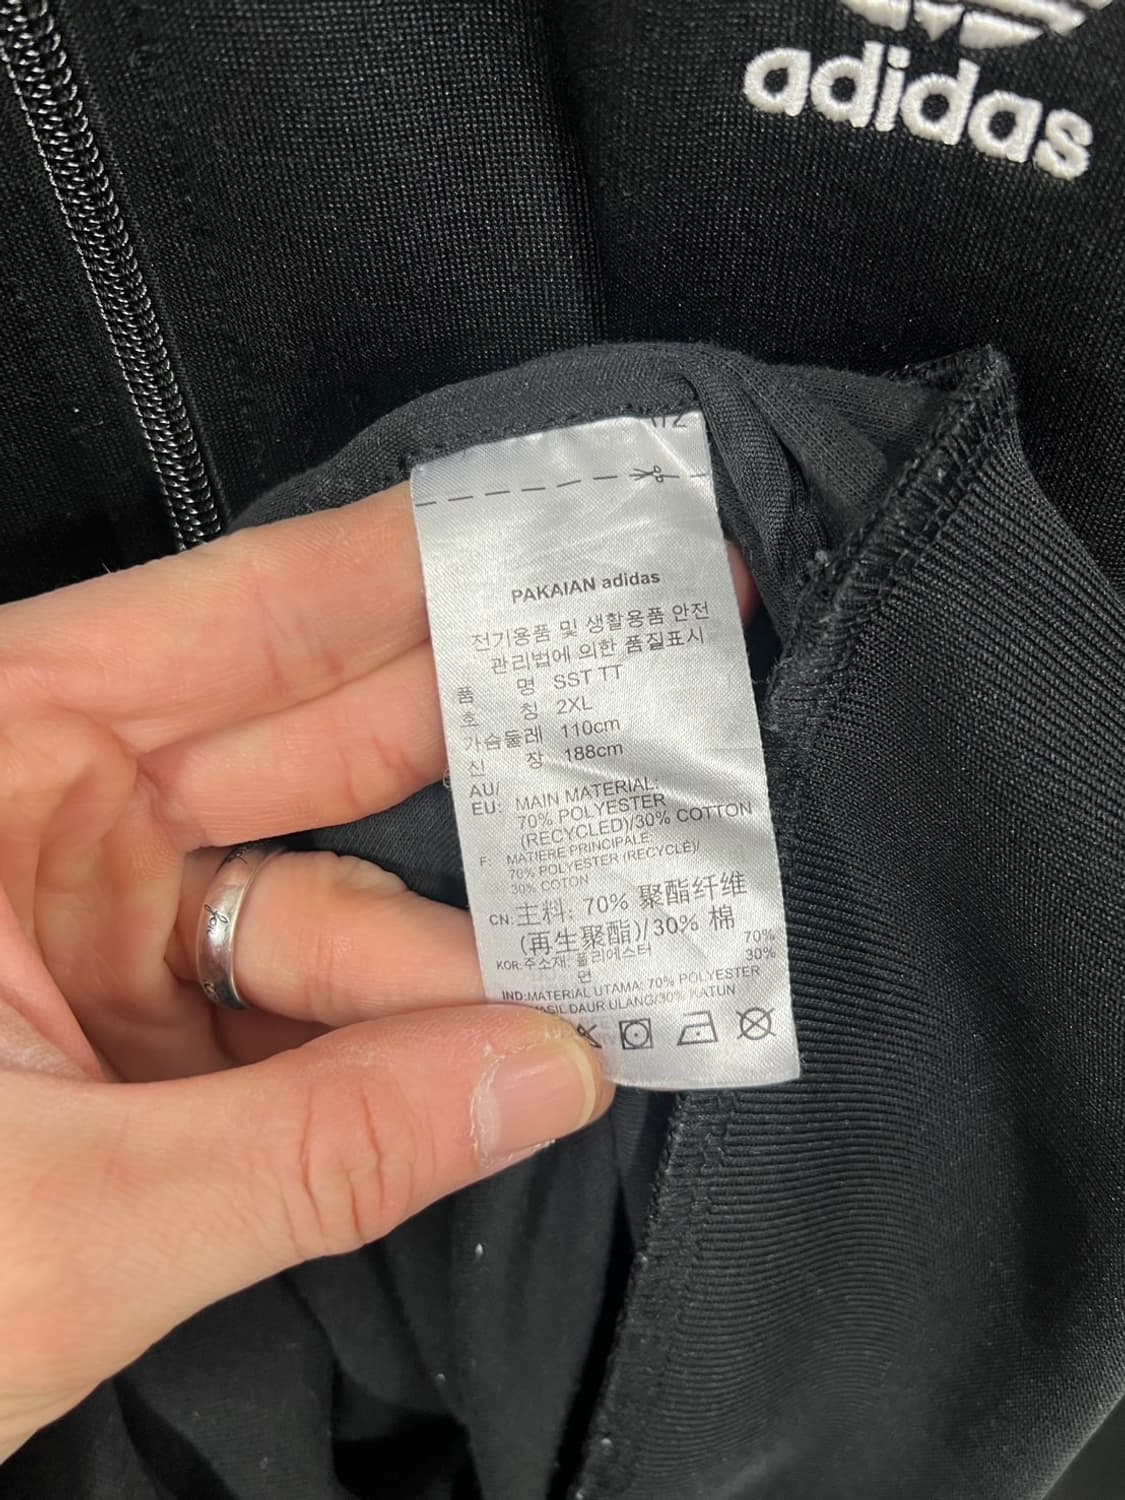 adidas
PAKAIAN adidas
전기용품 및 생활용품 안전
관리법에 의한 품질표시
품 명 SST TT
호 칭 2XL
가슴둘레 110cm
신 장 188cm
AU/
EU: MAIN MATERIAL:
70% POLYESTER
(RECYCLED)/30% COTTON
F: MATIERE PRINCIPALE:
70% POLYESTER (RECYCLÉ)/
30% COTON
CN: 主料: 70% 聚酯纤维
(再生聚酯)/30% 棉
KOR:주소재: 폴리에스터 70%
면 30%
IND:MATERIAL UTAMA: 70% POLYESTER
DAUR ULANG/30% KATUN